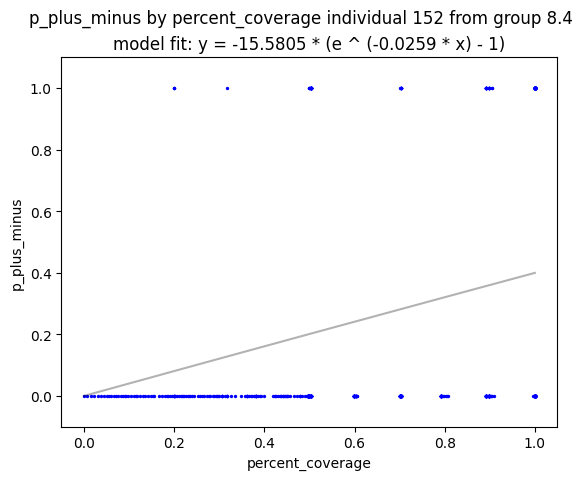 p_plus_minus by percent_coverage individual 152 from group 8.4
model fit: y = -15.5805 * (e ^ (-0.0259 * x) - 1)
1.0
0.8
0.6
0.4
0.2
0.0
p_plus_minus
0.0 0.2 0.4 0.6 0.8 1.0
percent_coverage